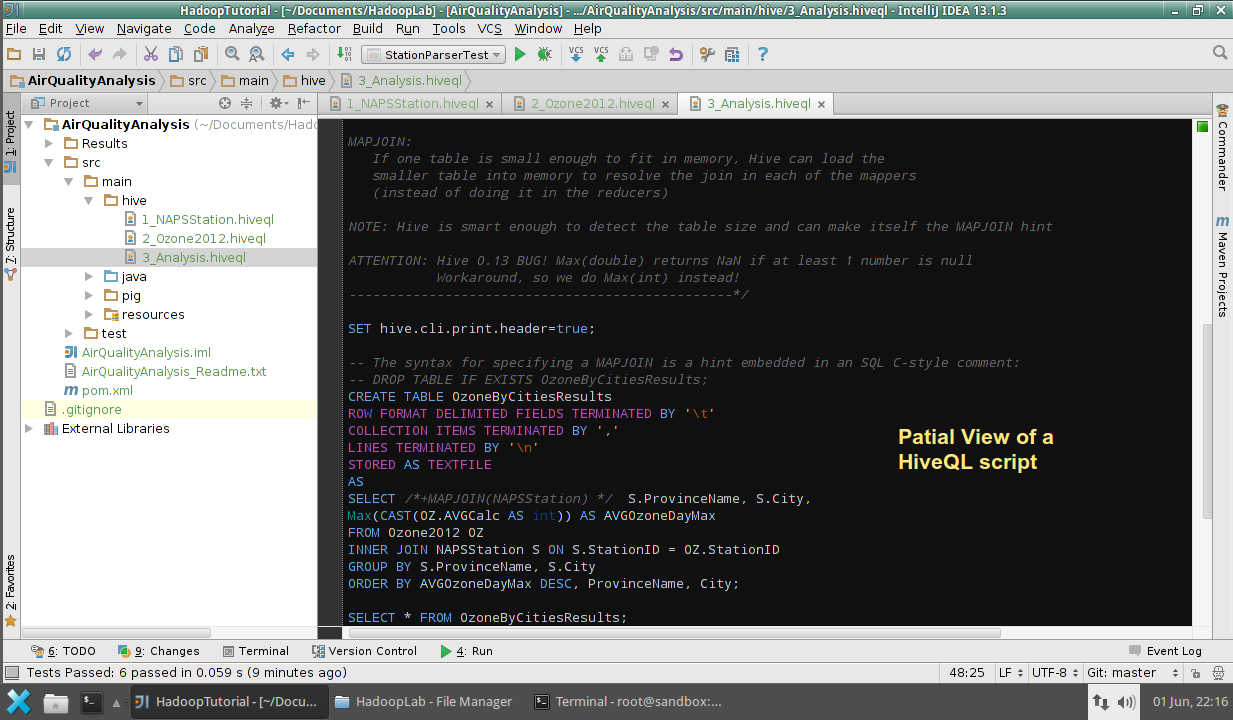 HadoopTutorial - [~/Documents/HadoopLab] - [AirQualityAnalysis] - .../AirQualityAnalysis/src/main/hive/3_Analysis.hiveql - IntelliJ IDEA 13.1.3
File Edit View Navigate Code Analyze Refactor Build Run Tools VCS Window Help
StationParserTest VCS VCS
AirQualityAnalysis src main hive 3_Analysis.hiveql
Project 1_NAPSStation.hiveql 2_Ozone2012.hiveql 3_Analysis.hiveql
1: Project
7: Structure
2: Favorites
AirQualityAnalysis (~/Documents/Hado
Results
src
main
hive
1_NAPSStation.hiveql
2_Ozone2012.hiveql
3_Analysis.hiveql
java
pig
resources
test
AirQualityAnalysis.iml
AirQualityAnalysis_Readme.txt
pom.xml
.gitignore
External Libraries
MAPJOIN:
If one table is small enough to fit in memory, Hive can load the
smaller table into memory to resolve the join in each of the mappers
(instead of doing it in the reducers)
NOTE: Hive is smart enough to detect the table size and can make itself the MAPJOIN hint
ATTENTION: Hive 0.13 BUG! Max(double) returns NaN if at least 1 number is null
Workaround, so we do Max(int) instead!
------------------------------------------------*/
SET hive.cli.print.header=true;
-- The syntax for specifying a MAPJOIN is a hint embedded in an SQL C-style comment:
-- DROP TABLE IF EXISTS OzoneByCitiesResults;
CREATE TABLE OzoneByCitiesResults
ROW FORMAT DELIMITED FIELDS TERMINATED BY '\t'
COLLECTION ITEMS TERMINATED BY ','
LINES TERMINATED BY '\n'
STORED AS TEXTFILE
AS
SELECT /*+MAPJOIN(NAPSStation) */ S.ProvinceName, S.City,
Max(CAST(OZ.AVGCalc AS int)) AS AVGOzoneDayMax
FROM Ozone2012 OZ
INNER JOIN NAPSStation S ON S.StationID = OZ.StationID
GROUP BY S.ProvinceName, S.City
ORDER BY AVGOzoneDayMax DESC, ProvinceName, City;
SELECT * FROM OzoneByCitiesResults;
Patial View of a
HiveQL script
Commander
Maven Projects
6: TODO 9: Changes Terminal Version Control 4: Run Event Log
Tests Passed: 6 passed in 0.059 s (9 minutes ago) 48:25 LF UTF-8 Git: master
HadoopTutorial - [~/Docu... HadoopLab - File Manager Terminal - root@sandbox:... 01 Jun, 22:16